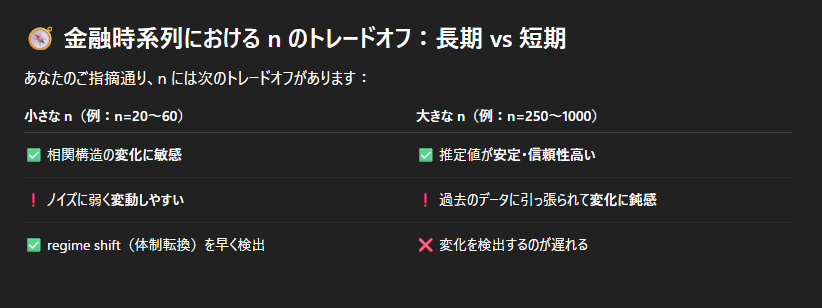 🧭 金融時系列における n のトレードオフ：長期 vs 短期
あなたのご指摘通り、n には次のトレードオフがあります：
小さな n（例：n=20～60） 大きな n（例：n=250～1000）
✅ 相関構造の変化に敏感 ✅ 推定値が安定・信頼性高い
❗ ノイズに弱く変動しやすい ❗ 過去のデータに引っ張られて変化に鈍感
✅ regime shift（体制転換）を早く検出 ❌ 変化を検出するのが遅れる